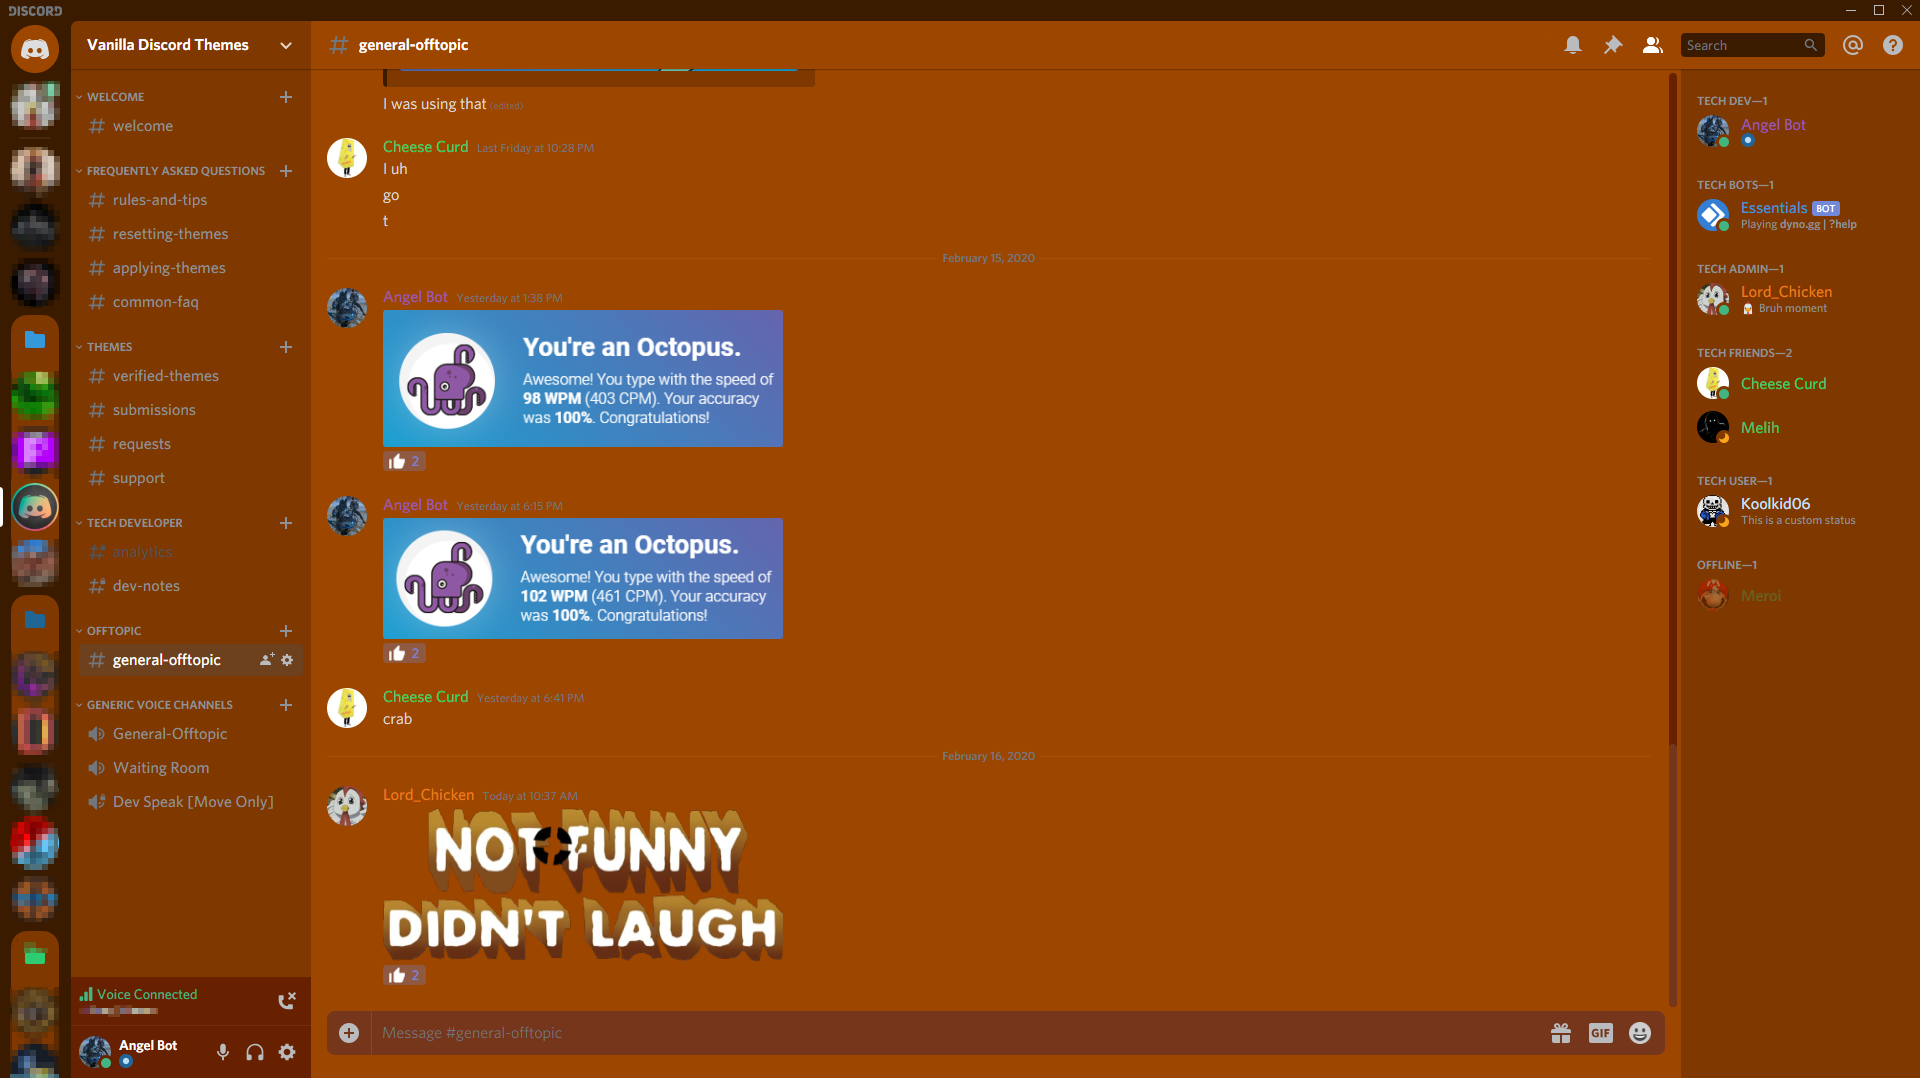 DISCORD
Vanilla Discord Themes
general-offtopic
Search
WELCOME
welcome
FREQUENTLY ASKED QUESTIONS
rules-and-tips
resetting-themes
applying-themes
common-faq
THEMES
verified-themes
submissions
requests
support
TECH DEVELOPER
analytics
dev-notes
OFFTOPIC
general-offtopic
GENERIC VOICE CHANNELS
General-Offtopic
Waiting Room
Dev Speak [Move Only]
Voice Connected
Angel Bot
I was using that (edited)
Cheese Curd Last Friday at 10:28 PM
I uh
go
t
February 15, 2020
Angel Bot Yesterday at 1:38 PM
You're an Octopus.
Awesome! You type with the speed of
98 WPM (403 CPM). Your accuracy
was 100%. Congratulations!
2
Angel Bot Yesterday at 6:15 PM
You're an Octopus.
Awesome! You type with the speed of
102 WPM (461 CPM). Your accuracy
was 100%. Congratulations!
2
Cheese Curd Yesterday at 6:41 PM
crab
February 16, 2020
Lord_Chicken Today at 10:37 AM
NOT FUNNY
DIDN'T LAUGH
2
Message #general-offtopic
GIF
TECH DEV—1
Angel Bot
TECH BOTS—1
Essentials BOT
Playing dyno.gg | ?help
TECH ADMIN—1
Lord_Chicken
Bruh moment
TECH FRIENDS—2
Cheese Curd
Melih
TECH USER—1
Koolkid06
This is a custom status
OFFLINE—1
Meroi